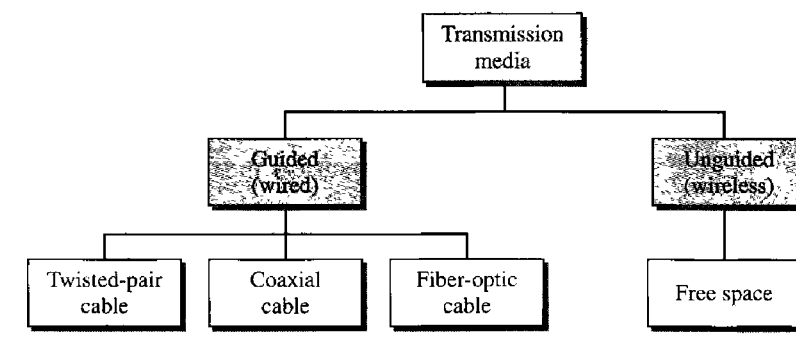 Transmission
media
Guided
(wired)
Unguided
(wireless)
Twisted-pair
cable
Coaxial
cable
Fiber-optic
cable
Free space